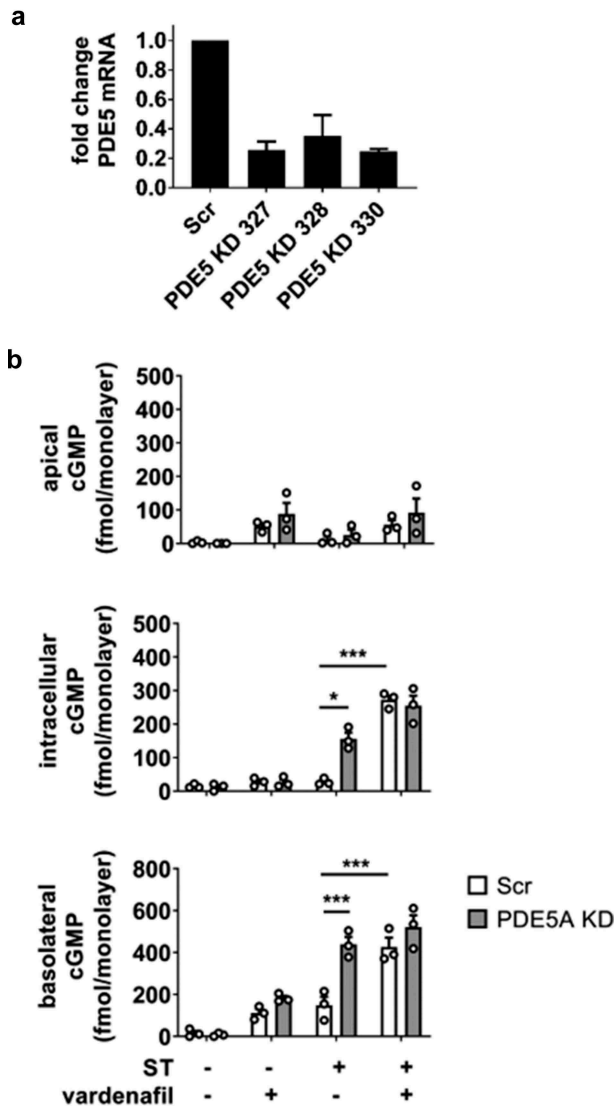 a
fold change
PDE5 mRNA
1.0
0.8
0.6
0.4
0.2
0.0
Scr
PDE5 KD 327
PDE5 KD 328
PDE5 KD 330
b
apical
cGMP
(fmol/monolayer)
500
400
300
200
100
0
intracellular
cGMP
(fmol/monolayer)
500
400
300
200
100
0
***
*
basolateral
cGMP
(fmol/monolayer)
800
600
400
200
0
***
***
Scr
PDE5A KD
ST - - + +
vardenafil - + - +